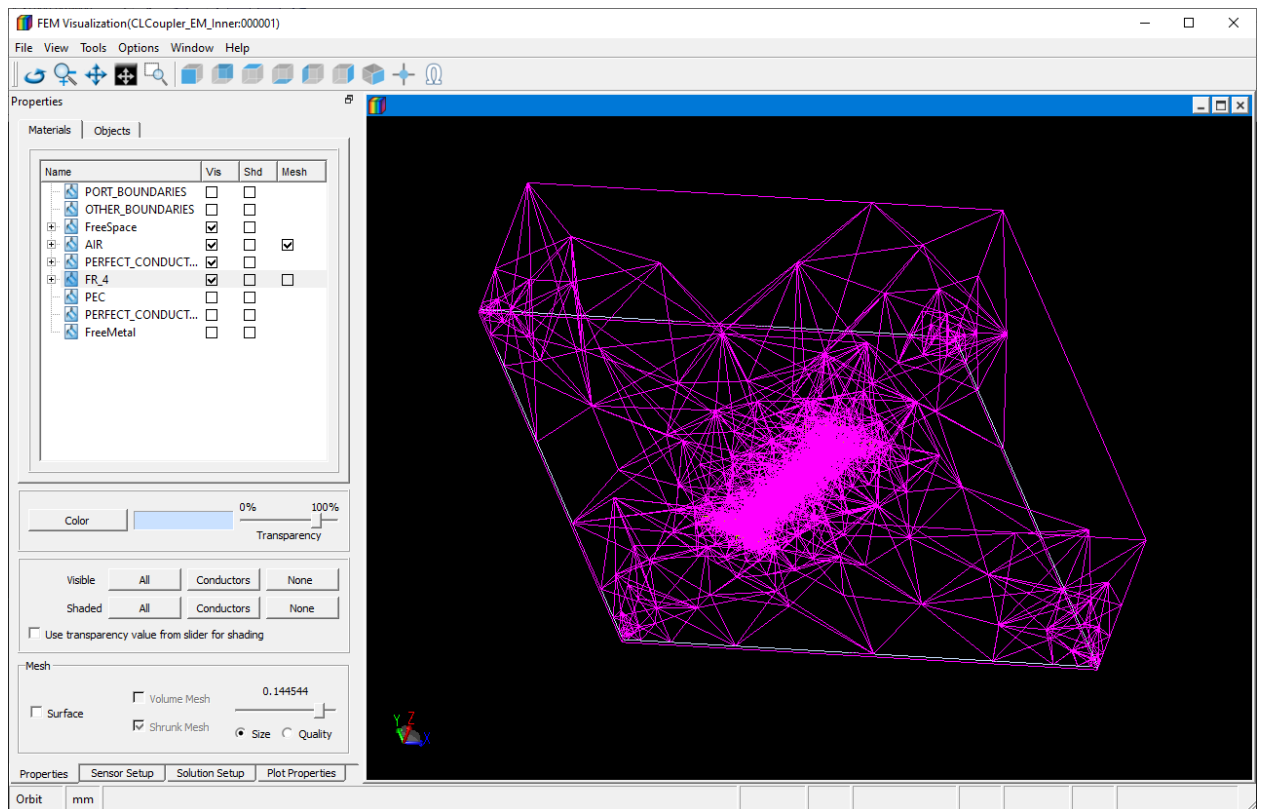 FEM Visualization(CLCoupler_EM_Inner:000001)
File View Tools Options Window Help
Properties
Materials Objects
Name Vis Shd Mesh
PORT_BOUNDARIES
OTHER_BOUNDARIES
FreeSpace
AIR
PERFECT_CONDUCT...
FR_4
PEC
PERFECT_CONDUCT...
FreeMetal
0% 100%
Color
Transparency
Visible All Conductors None
Shaded All Conductors None
Use transparency value from slider for shading
Mesh
Volume Mesh 0.144544
Surface
Shrunk Mesh Size Quality
Y Z
X
Properties Sensor Setup Solution Setup Plot Properties
Orbit mm